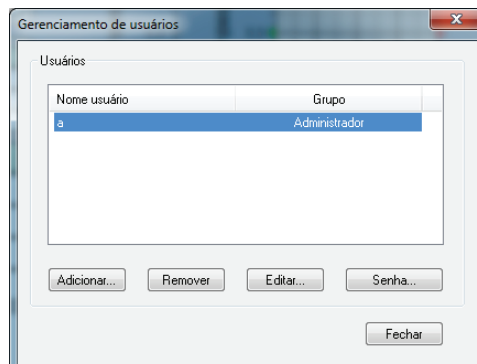 Gerenciamento de usuários
Usuários
Nome usuário Grupo
a Administrador
Adicionar... Remover Editar... Senha...
Fechar